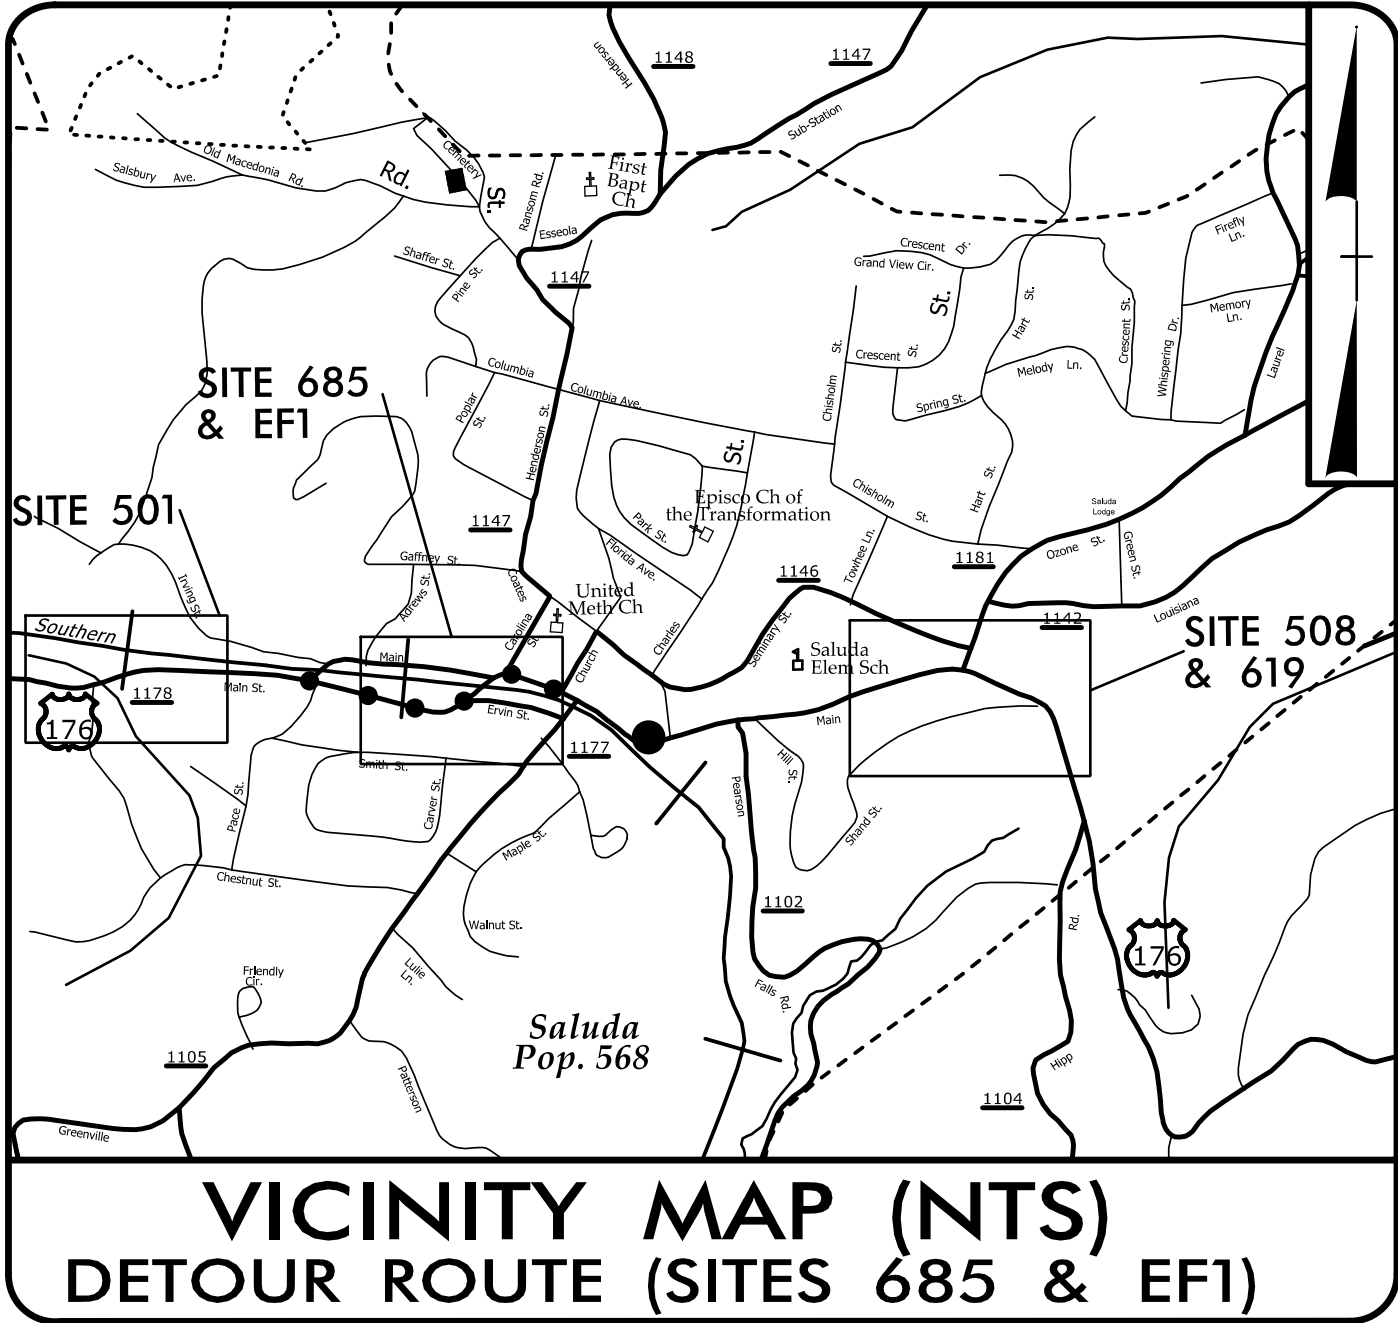 1148
1147
Henderson
Sub-Station
Cemetery
Old Macedonia Rd.
Salsbury Ave.
Rd.
St.
Ransom Rd.
First
Bapt
Ch
Esseola
Shaffer St.
Pine St.
1147
Crescent Dr.
Grand View Cir.
Firefly
Ln.
St.
Hart St.
Crescent St.
Whispering Dr.
Memory
Ln.
Laurel
Chisholm St.
Crescent St.
Melody Ln.
Spring St.
SITE 685
& EF1
Columbia
Columbia Ave.
Poplar
St.
Henderson St.
St.
SITE 501
Episco Ch of
the Transformation
Park St.
Chisholm St.
Hart St.
Saluda
Lodge
1147
Florida Ave.
Towhee Ln.
1181
Ozone St.
Green St.
Gaffney St.
Adrews St.
Coates
Irving St.
United
Meth Ch
1146
Louisiana
1142
Southern
Carolina
St.
Church
Charles
Seminary St.
Saluda
Elem Sch
SITE 508
& 619
Main
Main St.
1178
176
Ervin St.
1177
Main
Smith St.
Carver St.
Pace St.
Hill
St.
Pearson
Shand St.
Maple St.
Chestnut St.
Walnut St.
1102
Rd.
176
Lulie
Ln.
Friendly
Cir.
Falls Rd.
Saluda
Pop. 568
1105
Patterson
Hipp
1104
Greenville
VICINITY MAP (NTS)
DETOUR ROUTE (SITES 685 & EF1)